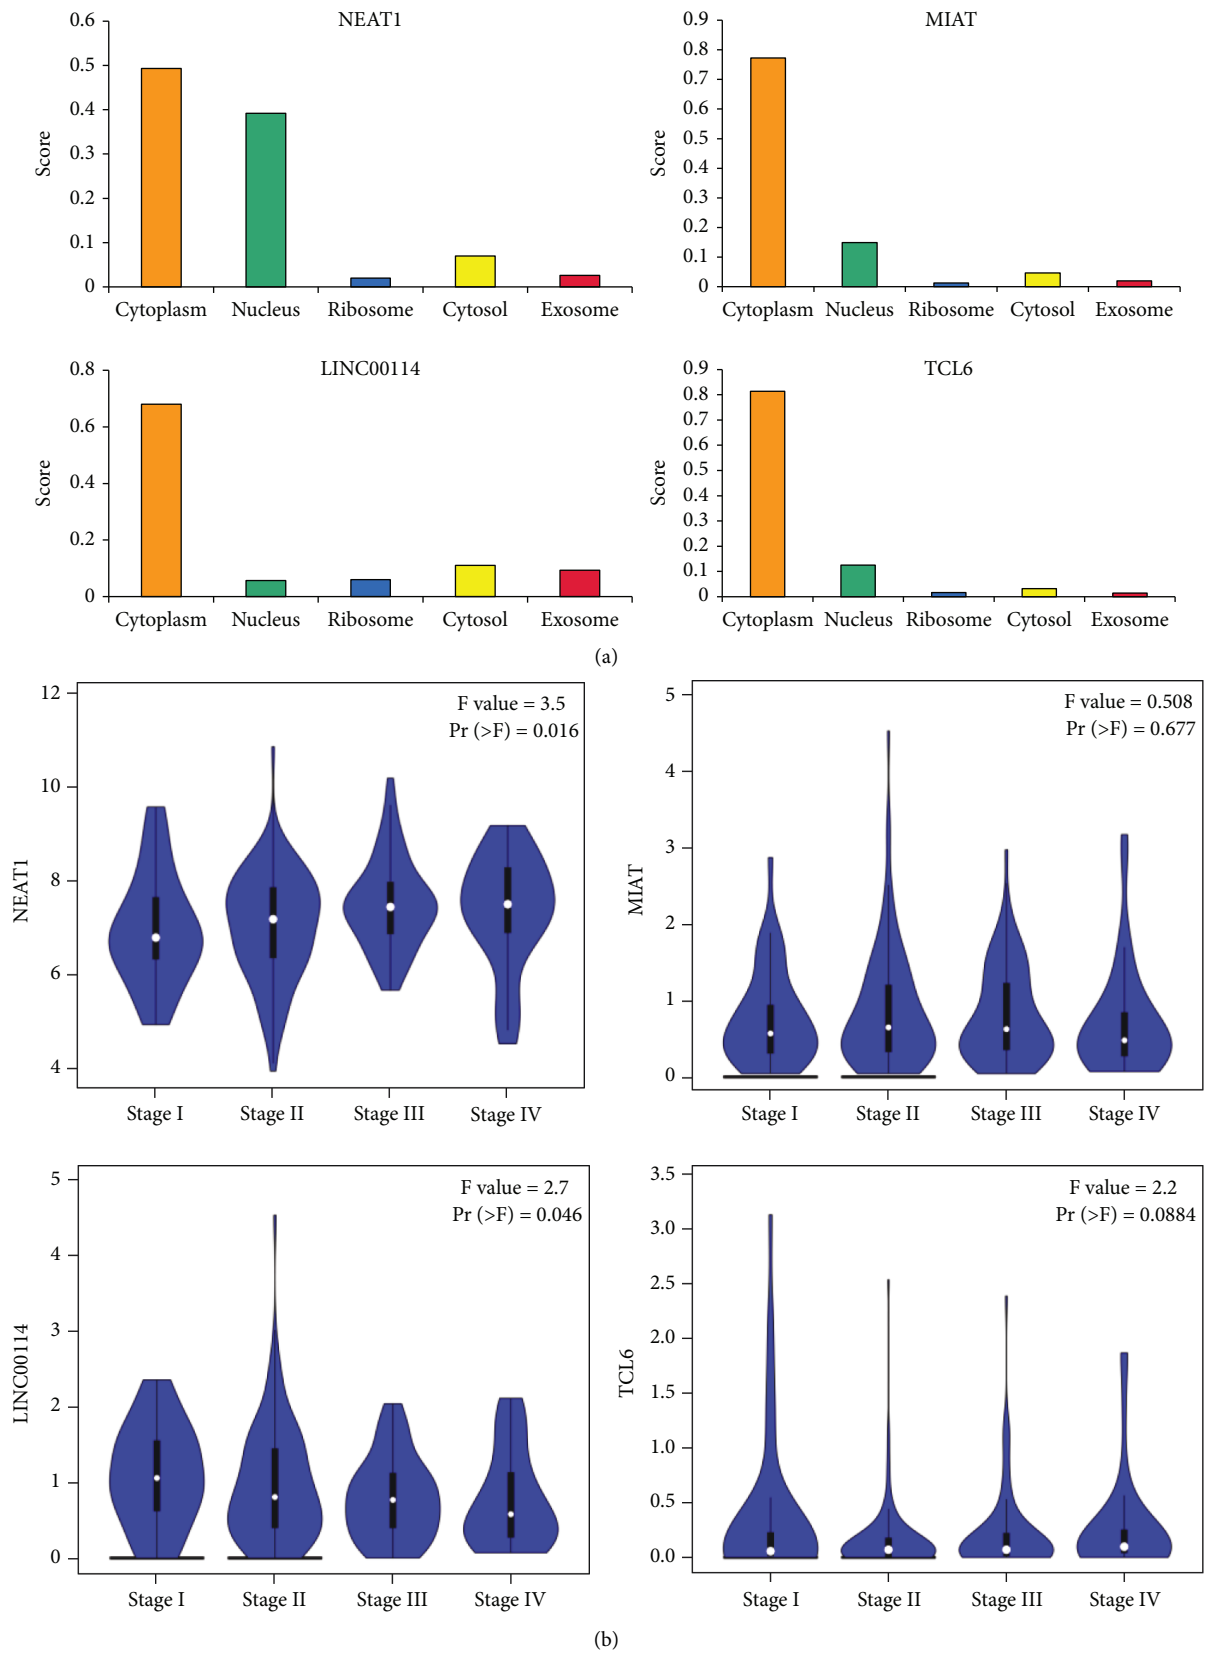 NEAT1
0.6
0.5
0.4
0.3
0.2
0.1
0
Score
Cytoplasm Nucleus Ribosome Cytosol Exosome
MIAT
0.9
0.8
0.7
0.6
0.5
0.4
0.3
0.2
0.1
0
Score
Cytoplasm Nucleus Ribosome Cytosol Exosome
LINC00114
0.8
0.6
0.4
0.2
0
Score
Cytoplasm Nucleus Ribosome Cytosol Exosome
TCL6
0.9
0.8
0.7
0.6
0.5
0.4
0.3
0.2
0.1
0
Score
Cytoplasm Nucleus Ribosome Cytosol Exosome
(a)
12
10
8
6
4
NEAT1
F value = 3.5
Pr (>F) = 0.016
Stage I Stage II Stage III Stage IV
5
4
3
2
1
0
MIAT
F value = 0.508
Pr (>F) = 0.677
Stage I Stage II Stage III Stage IV
5
4
3
2
1
0
LINC00114
F value = 2.7
Pr (>F) = 0.046
Stage I Stage II Stage III Stage IV
3.5
3.0
2.5
2.0
1.5
1.0
0.5
0.0
TCL6
F value = 2.2
Pr (>F) = 0.0884
Stage I Stage II Stage III Stage IV
(b)